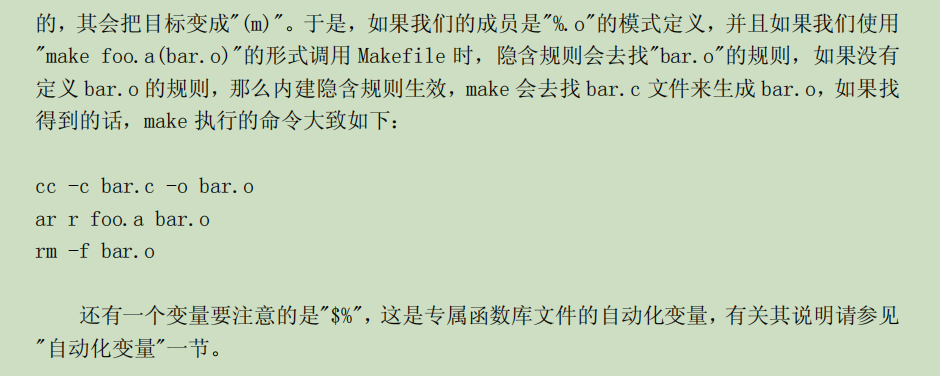 的，其会把目标变成"(m)"。于是，如果我们的成员是"%.o"的模式定义，并且如果我们使用
"make foo.a(bar.o)"的形式调用 Makefile 时，隐含规则会去找"bar.o"的规则，如果没有
定义 bar.o 的规则，那么内建隐含规则生效，make 会去找 bar.c 文件来生成 bar.o，如果找
得到的话，make 执行的命令大致如下：
cc -c bar.c -o bar.o
ar r foo.a bar.o
rm -f bar.o
还有一个变量要注意的是"$%"，这是专属函数库文件的自动化变量，有关其说明请参见
"自动化变量"一节。